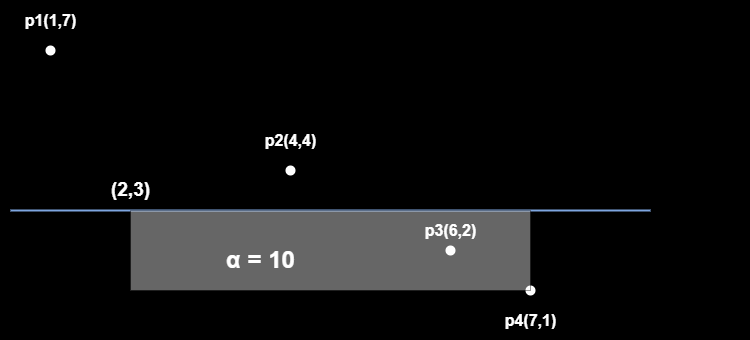 p1(1,7)
p2(4,4)
(2,3)
p3(6,2)
α = 10
p4(7,1)